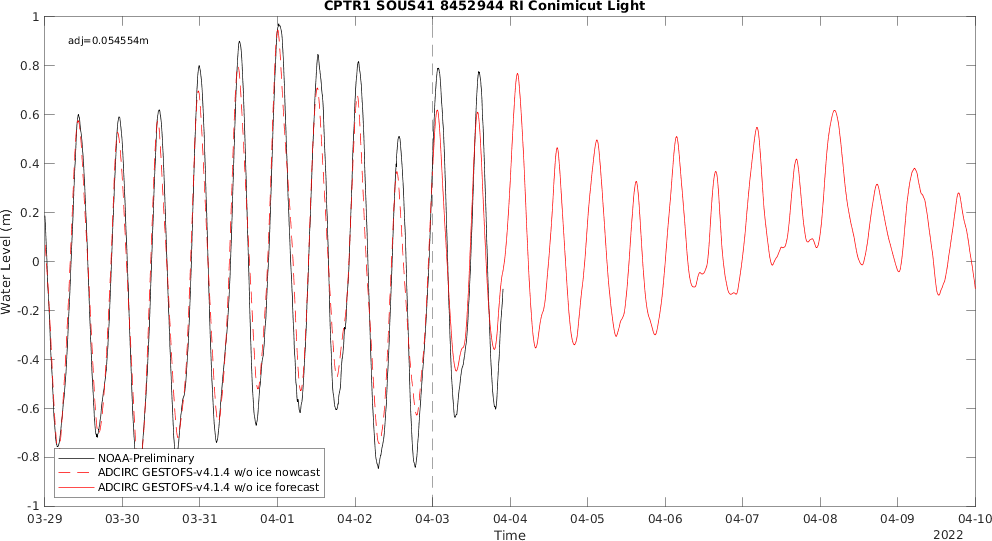 CPTR1 SOUS41 8452944 RI Conimicut Light
adj=0.054554m
Water Level (m)
1
0.8
0.6
0.4
0.2
0
-0.2
-0.4
-0.6
-0.8
-1
NOAA-Preliminary
ADCIRC GESTOFS-v4.1.4 w/o ice nowcast
ADCIRC GESTOFS-v4.1.4 w/o ice forecast
03-29 03-30 03-31 04-01 04-02 04-03 04-04 04-05 04-06 04-07 04-08 04-09 04-10
Time
2022